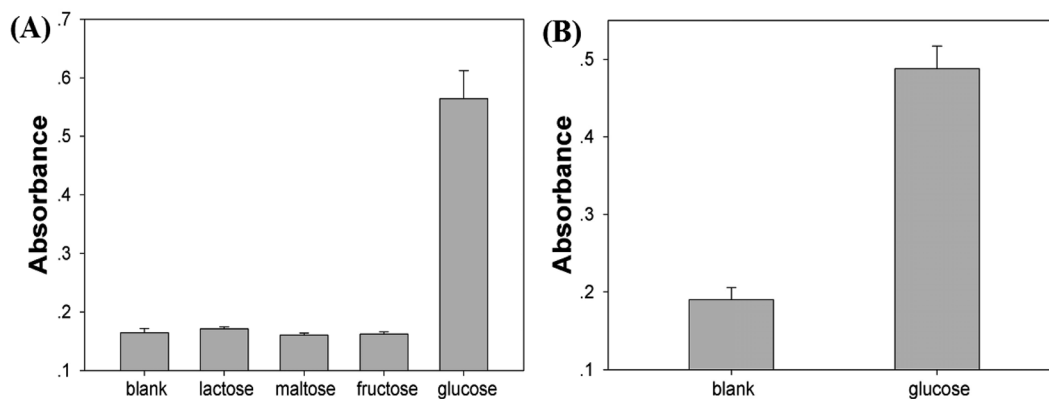 (A)
.7
.6
.5
.4
.3
.2
.1
Absorbance
blank lactose maltose fructose glucose
(B)
.5
.4
.3
.2
.1
Absorbance
blank glucose